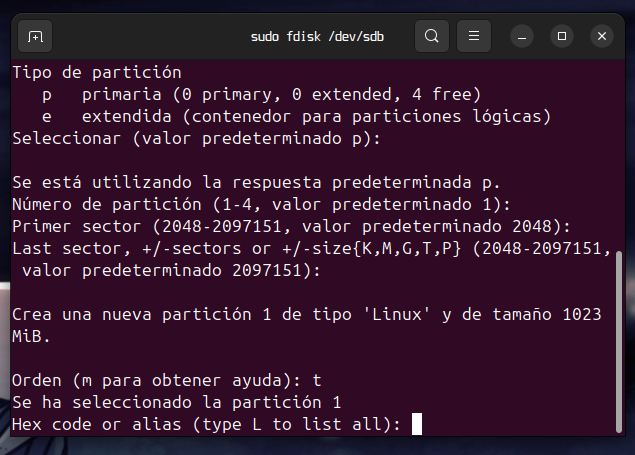 sudo fdisk /dev/sdb
Tipo de partición
p   primaria (0 primary, 0 extended, 4 free)
e   extendida (contenedor para particiones lógicas)
Seleccionar (valor predeterminado p):
Se está utilizando la respuesta predeterminada p.
Número de partición (1-4, valor predeterminado 1):
Primer sector (2048-2097151, valor predeterminado 2048):
Last sector, +/-sectors or +/-size{K,M,G,T,P} (2048-2097151,
valor predeterminado 2097151):
Crea una nueva partición 1 de tipo 'Linux' y de tamaño 1023
MiB.
Orden (m para obtener ayuda): t
Se ha seleccionado la partición 1
Hex code or alias (type L to list all):